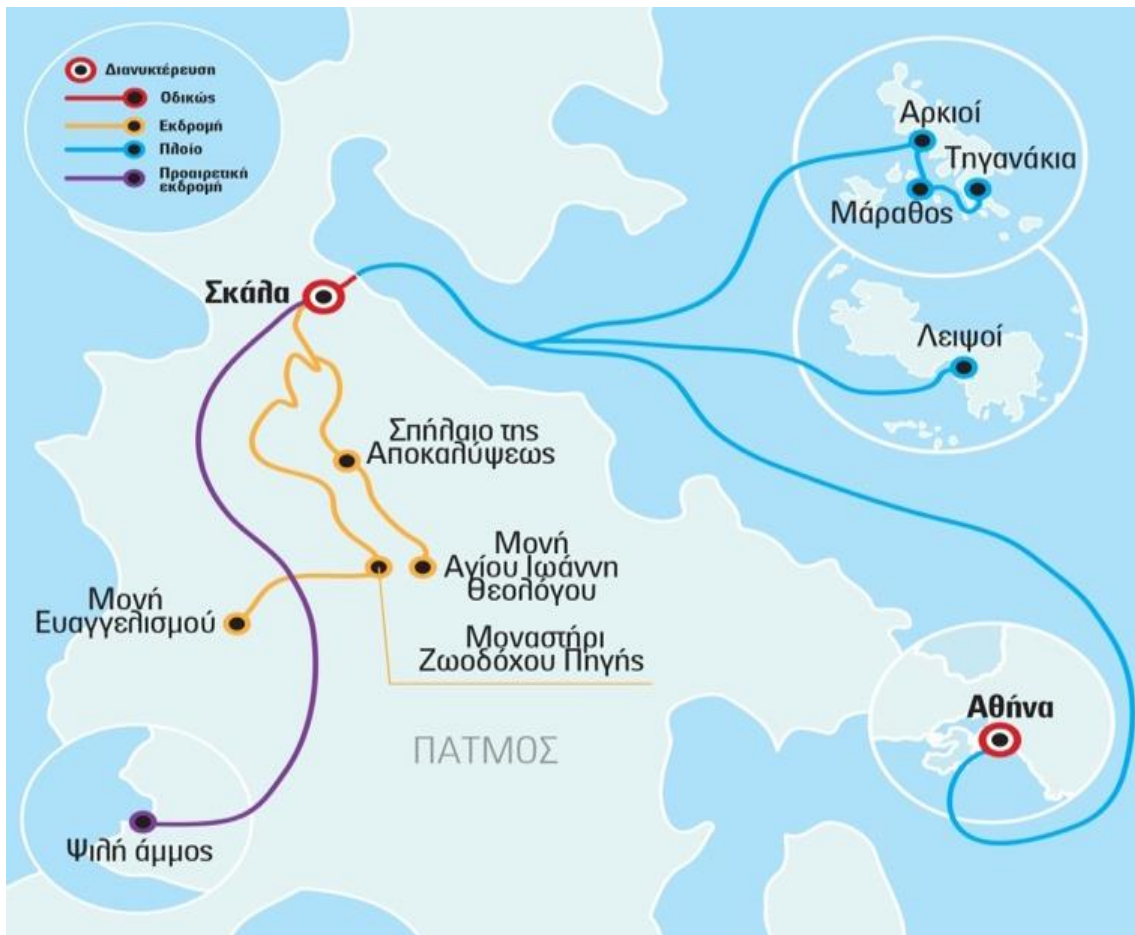 Διανυκτέρευση
Οδικώς
Εκδρομή
Πλοίο
Προαιρετική
εκδρομή
Αρκιοί
Τηγανάκια
Μάραθος
Σκάλα
Λειψοί
Σπήλαιο της
Αποκαλύψεως
Μονή
Αγίου Ιωάννη
Θεολόγου
Μονή
Ευαγγελισμού
Μοναστήρι
Ζωοδόχου Πηγής
Αθήνα
ΠΑΤΜΟΣ
Ψιλή άμμος